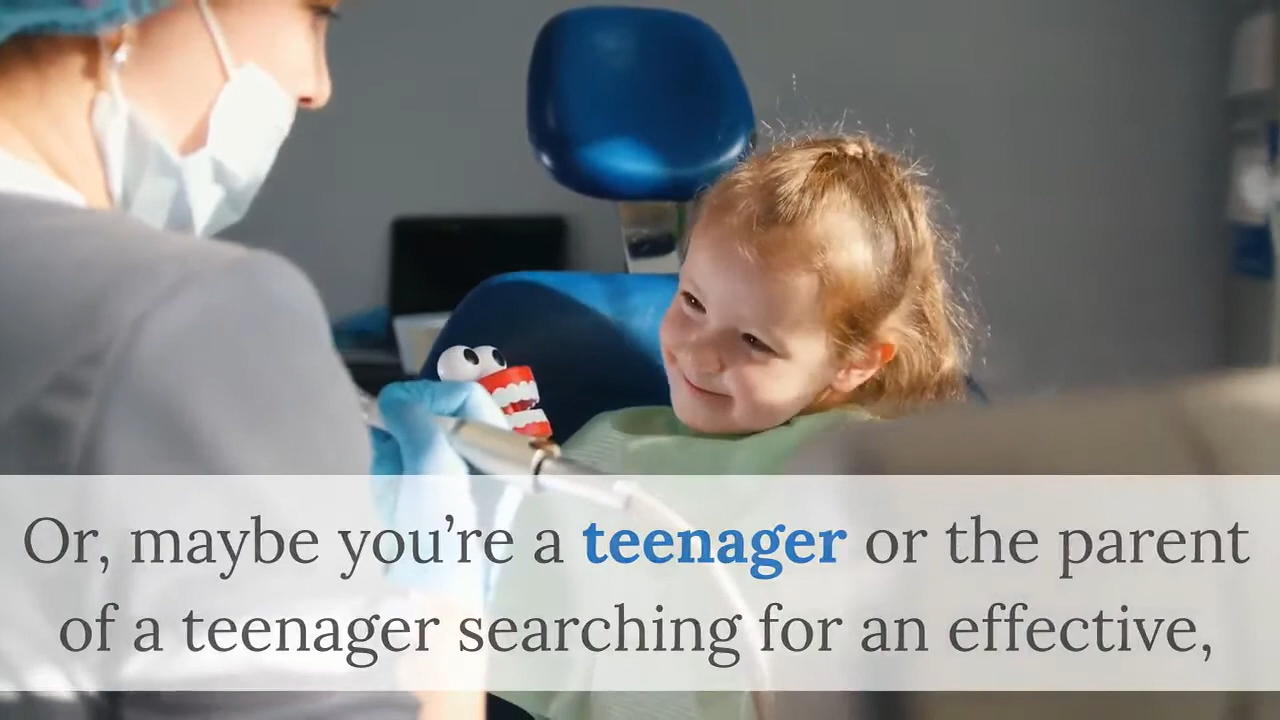 Or, maybe you’re a teenager or the parent
of a teenager searching for an effective,